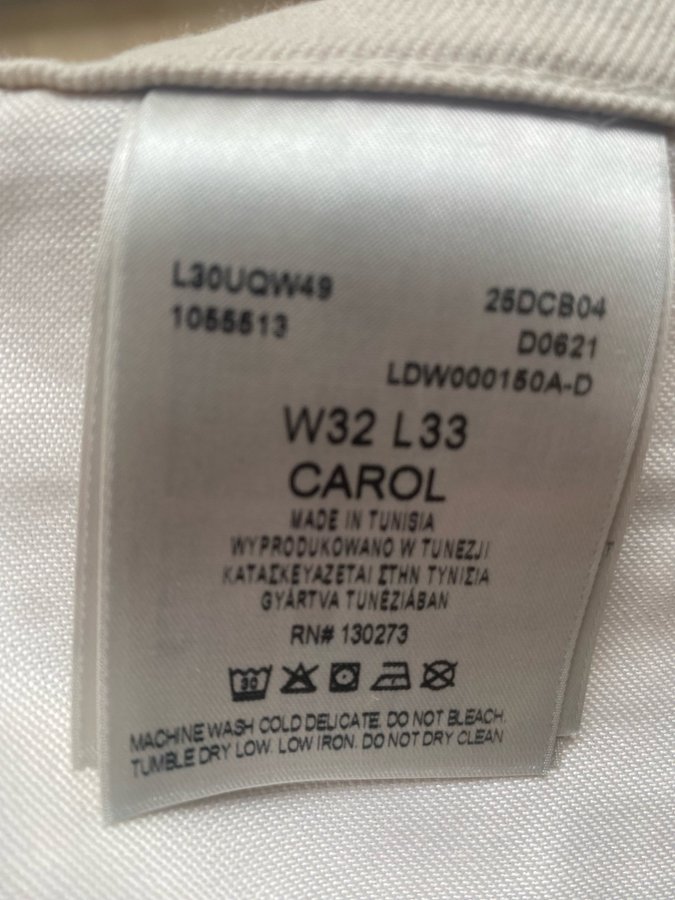 L30UQW49
1055513
25DCB04
D0621
LDW000150A-D
W32 L33
CAROL
MADE IN TUNISIA
WYPRODUKOWANO W TUNEZJI
ΚΑΤΑΣΚΕΥΑΖΕΤΑΙ ΣΤΗΝ ΤΥΝΙΣΙΑ
GYÁRTVA TUNÉZIÁBAN
RN# 130273
30
MACHINE WASH COLD DELICATE. DO NOT BLEACH.
TUMBLE DRY LOW. LOW IRON. DO NOT DRY CLEAN